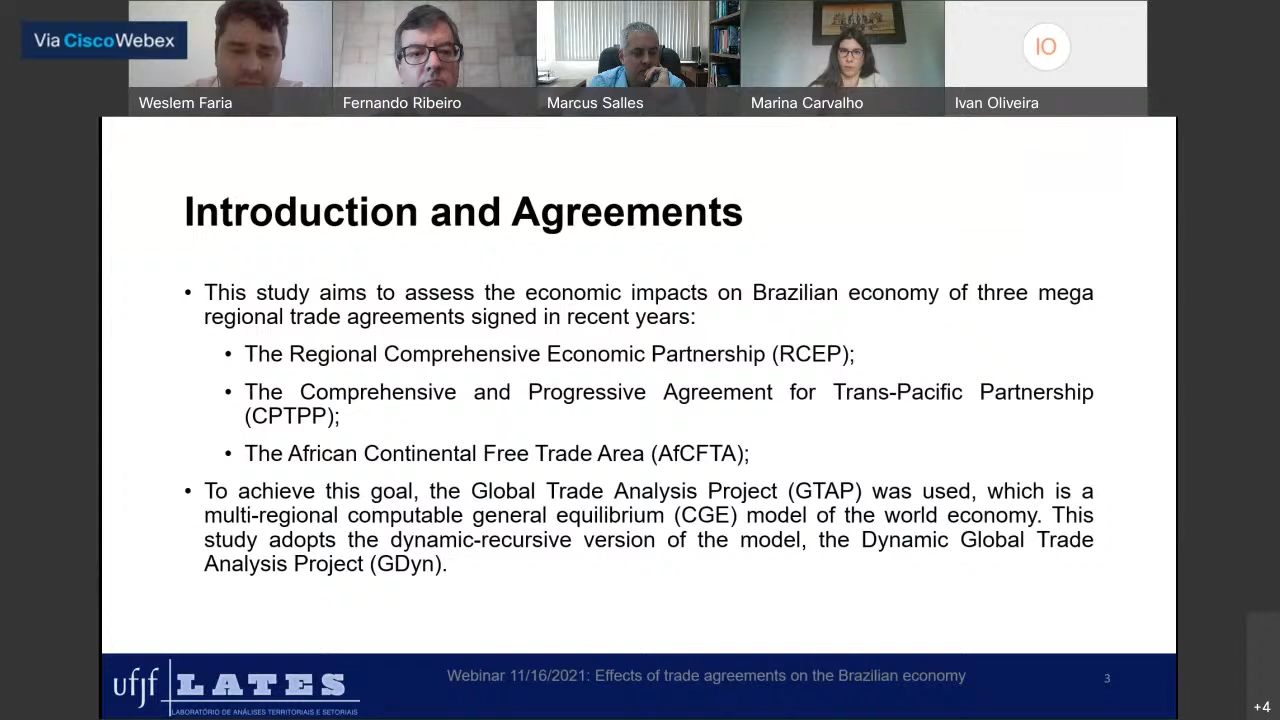 Via CiscoWebex
Weslem Faria
Fernando Ribeiro
Marcus Salles
Marina Carvalho
IO
Ivan Oliveira
Introduction and Agreements
• This study aims to assess the economic impacts on Brazilian economy of three mega
regional trade agreements signed in recent years:
• The Regional Comprehensive Economic Partnership (RCEP);
• The Comprehensive and Progressive Agreement for Trans-Pacific Partnership
(CPTPP);
• The African Continental Free Trade Area (AfCFTA);
• To achieve this goal, the Global Trade Analysis Project (GTAP) was used, which is a
multi-regional computable general equilibrium (CGE) model of the world economy. This
study adopts the dynamic-recursive version of the model, the Dynamic Global Trade
Analysis Project (GDyn).
ufjf LATES
LABORATÓRIO DE ANÁLISES TERRITORIAIS E SETORIAIS
Webinar 11/16/2021: Effects of trade agreements on the Brazilian economy
3
+4